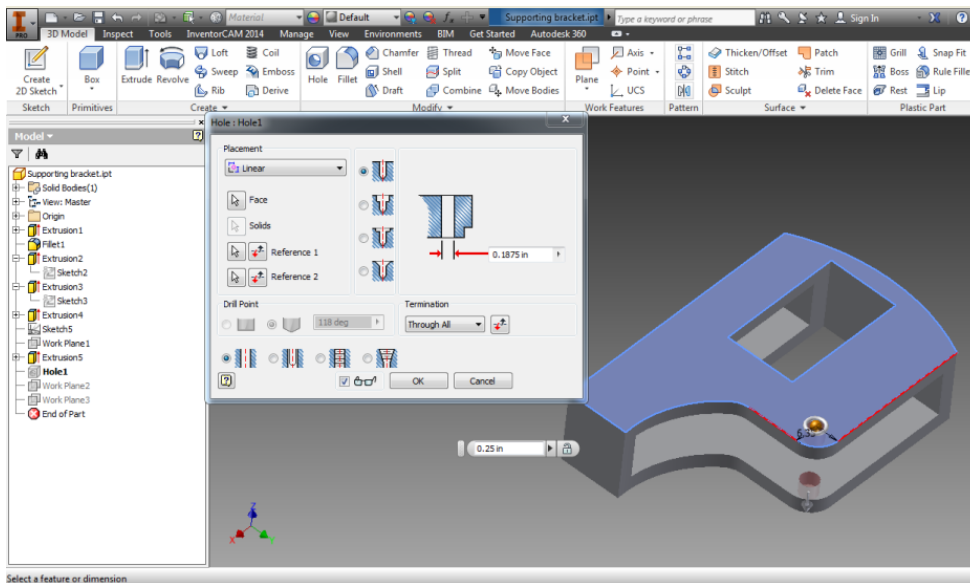 PRO
Material
Default
Supporting bracket.ipt
Type a keyword or phrase
Sign In
3D Model Inspect Tools InventorCAM 2014 Manage View Environments BIM Get Started Autodesk 360
Create
2D Sketch
Box
Extrude Revolve
Loft
Sweep
Rib
Coil
Emboss
Derive
Hole Fillet
Chamfer
Shell
Draft
Thread
Split
Combine
Move Face
Copy Object
Move Bodies
Plane
Axis
Point
UCS
Thicken/Offset
Stitch
Sculpt
Patch
Trim
Delete Face
Grill
Boss
Rest
Snap Fit
Rule Fille
Lip
Sketch Primitives Create Modify Work Features Pattern Surface Plastic Part
Model
Supporting bracket.ipt
Solid Bodies(1)
View: Master
Origin
Extrusion1
Fillet1
Extrusion2
Sketch2
Extrusion3
Sketch3
Extrusion4
Sketch5
Work Plane1
Extrusion5
Hole1
Work Plane2
Work Plane3
End of Part
Hole : Hole1
Placement
Linear
Face
Solids
Reference 1
Reference 2
0.1875 in
Drill Point
118 deg
Termination
Through All
OK
Cancel
0.25 in
Z
X
Select a feature or dimension